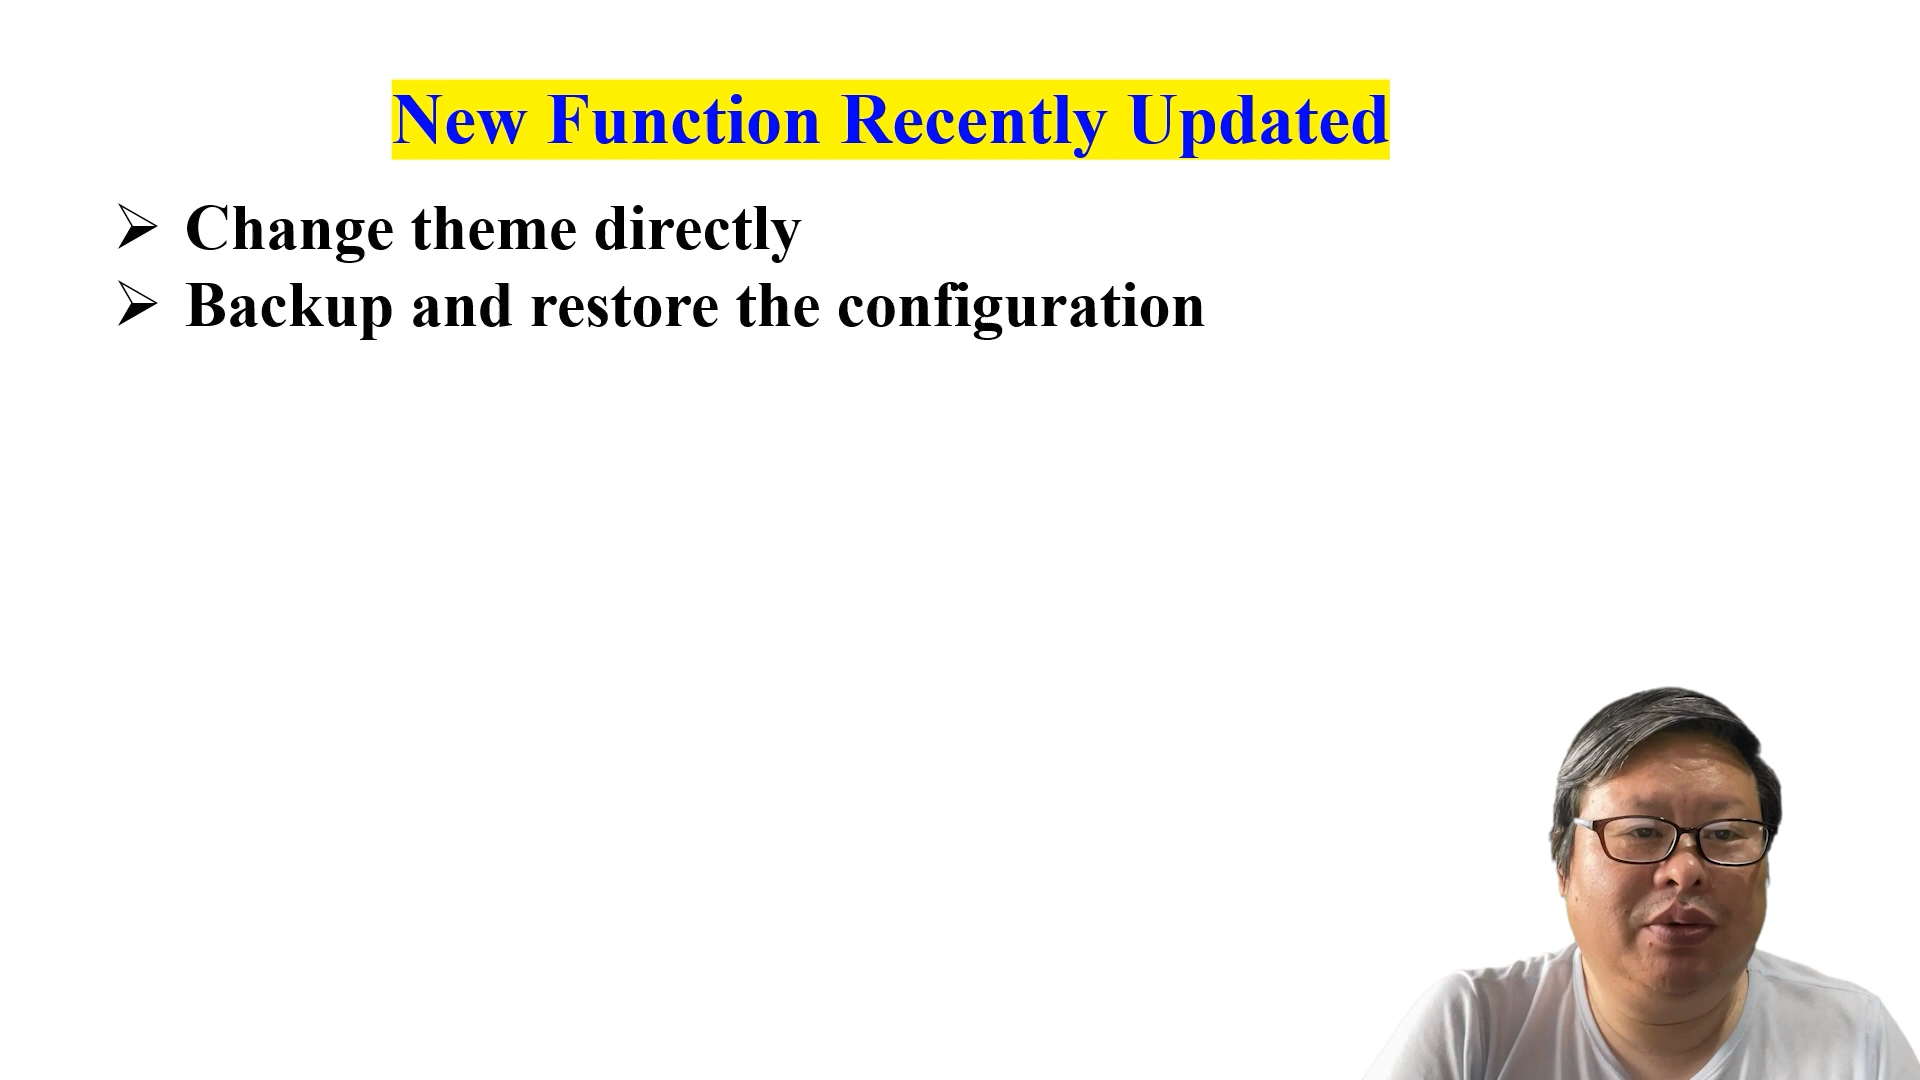 New Function Recently Updated
➢ Change theme directly
➢ Backup and restore the configuration